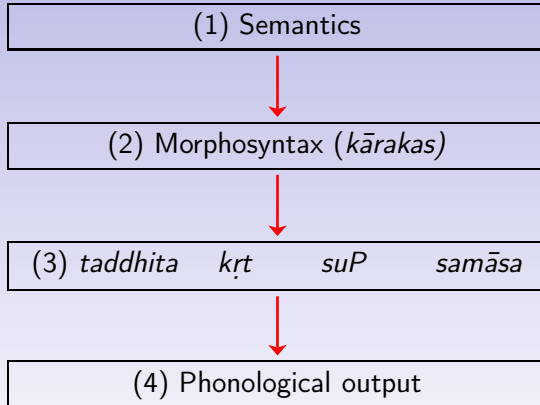 (1) Semantics
(2) Morphosyntax (kārakas)
(3) taddhita kṛt suP samāsa
(4) Phonological output